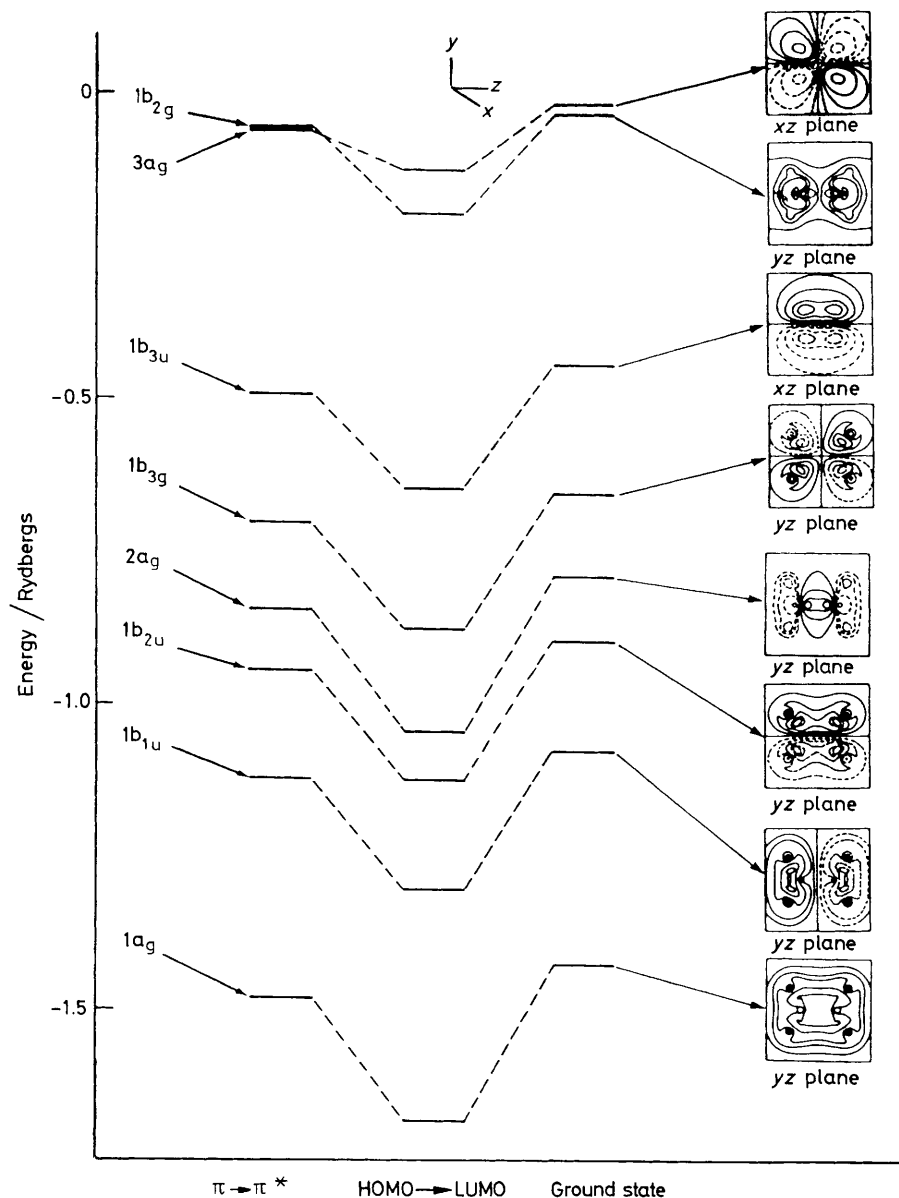 y
z
x
0
1b2g
3ag
xz plane
yz plane
1b3u
xz plane
-0.5
1b3g
yz plane
2ag
Energy / Rydbergs
1b2u
yz plane
-1.0
1b1u
yz plane
yz plane
1ag
-1.5
yz plane
π → π* HOMO → LUMO Ground state